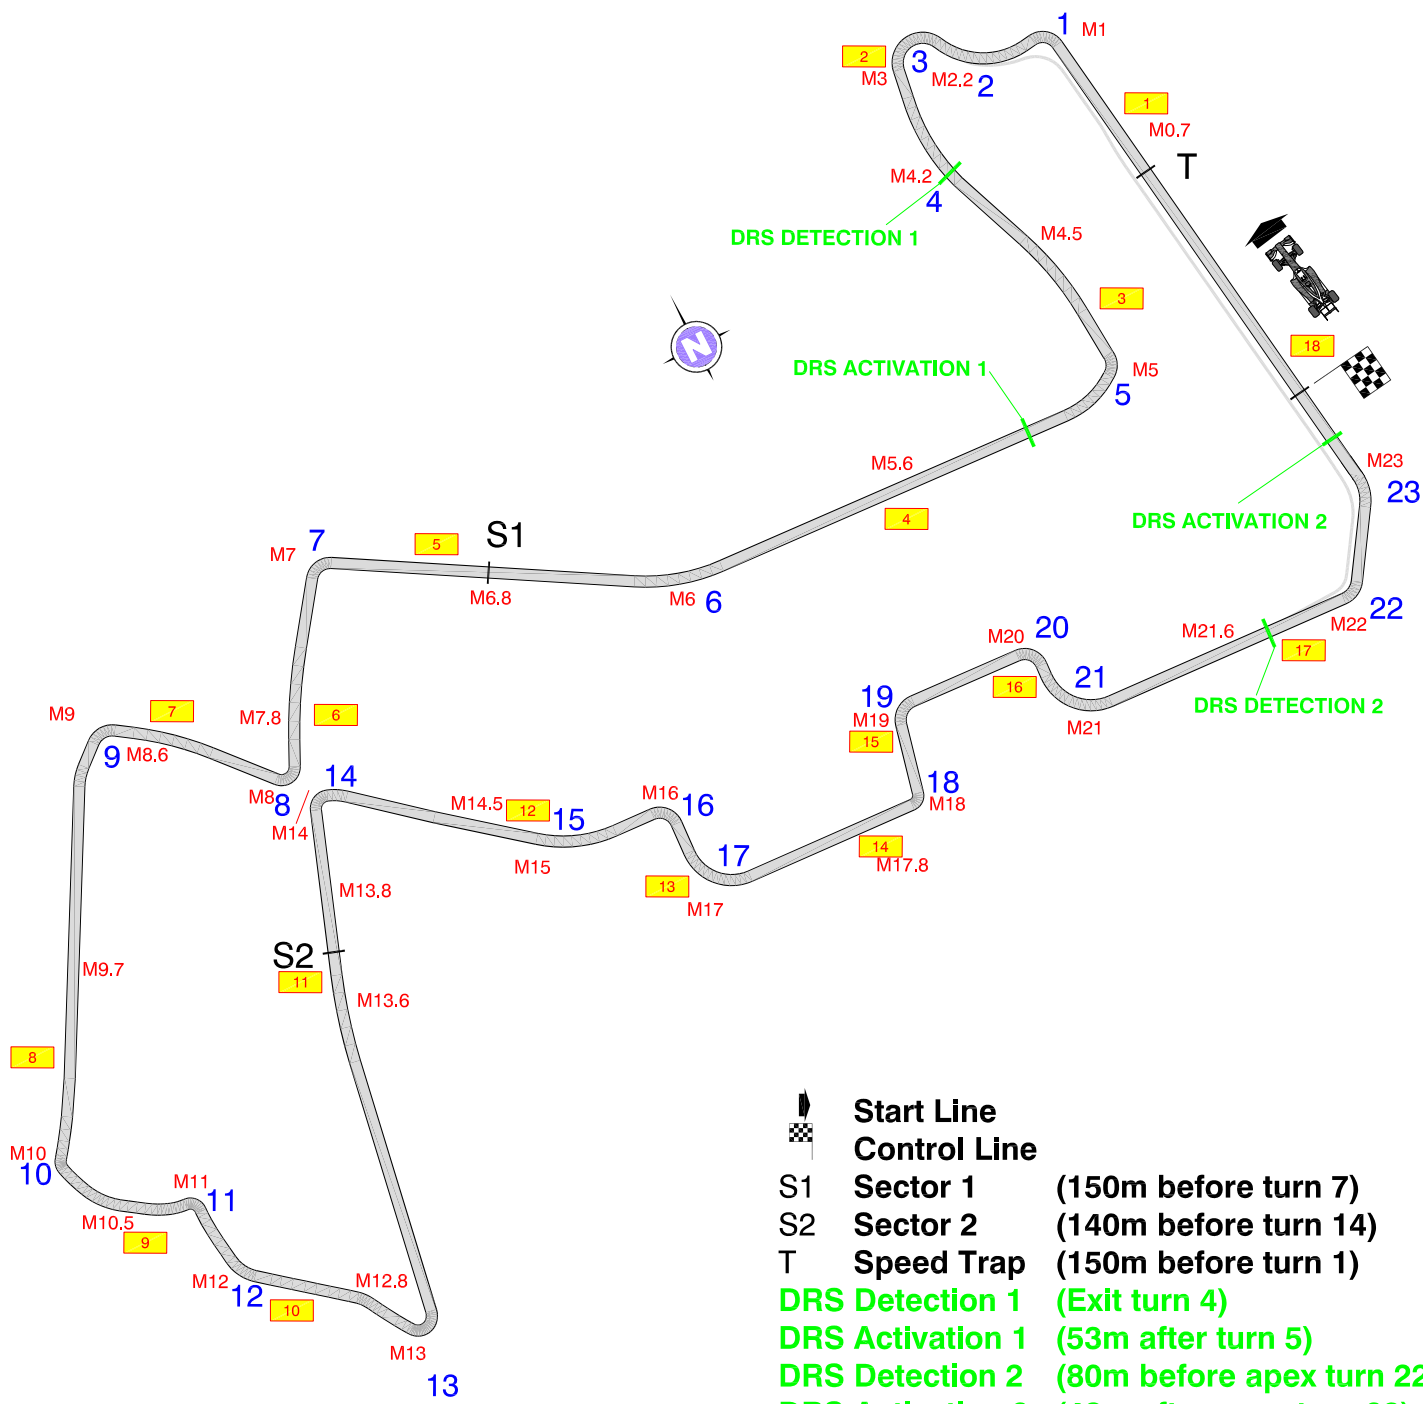 1
M1
2
3
M3
M2.2
2
1
M0.7
T
M4.2
4
DRS DETECTION 1
M4.5
3
N
18
DRS ACTIVATION 1
M5
5
M5.6
M23
23
4
DRS ACTIVATION 2
S1
7
5
M7
M6.8
M6
6
22
M22
M21.6
20
M20
17
21
16
19
M19
DRS DETECTION 2
M21
15
M9
7
M7.8
6
9
M8.6
14
M8
8
M14
M14.5
12
15
M16
16
18
M18
17
14
M15
M17.8
13
M17
M13.8
S2
M9.7
11
M13.6
8
M10
10
M11
11
M10.5
9
M12
12
M12.8
10
M13
13
Start Line
Control Line
S1 Sector 1 (150m before turn 7)
S2 Sector 2 (140m before turn 14)
T Speed Trap (150m before turn 1)
DRS Detection 1 (Exit turn 4)
DRS Activation 1 (53m after turn 5)
DRS Detection 2 (80m before apex turn 22